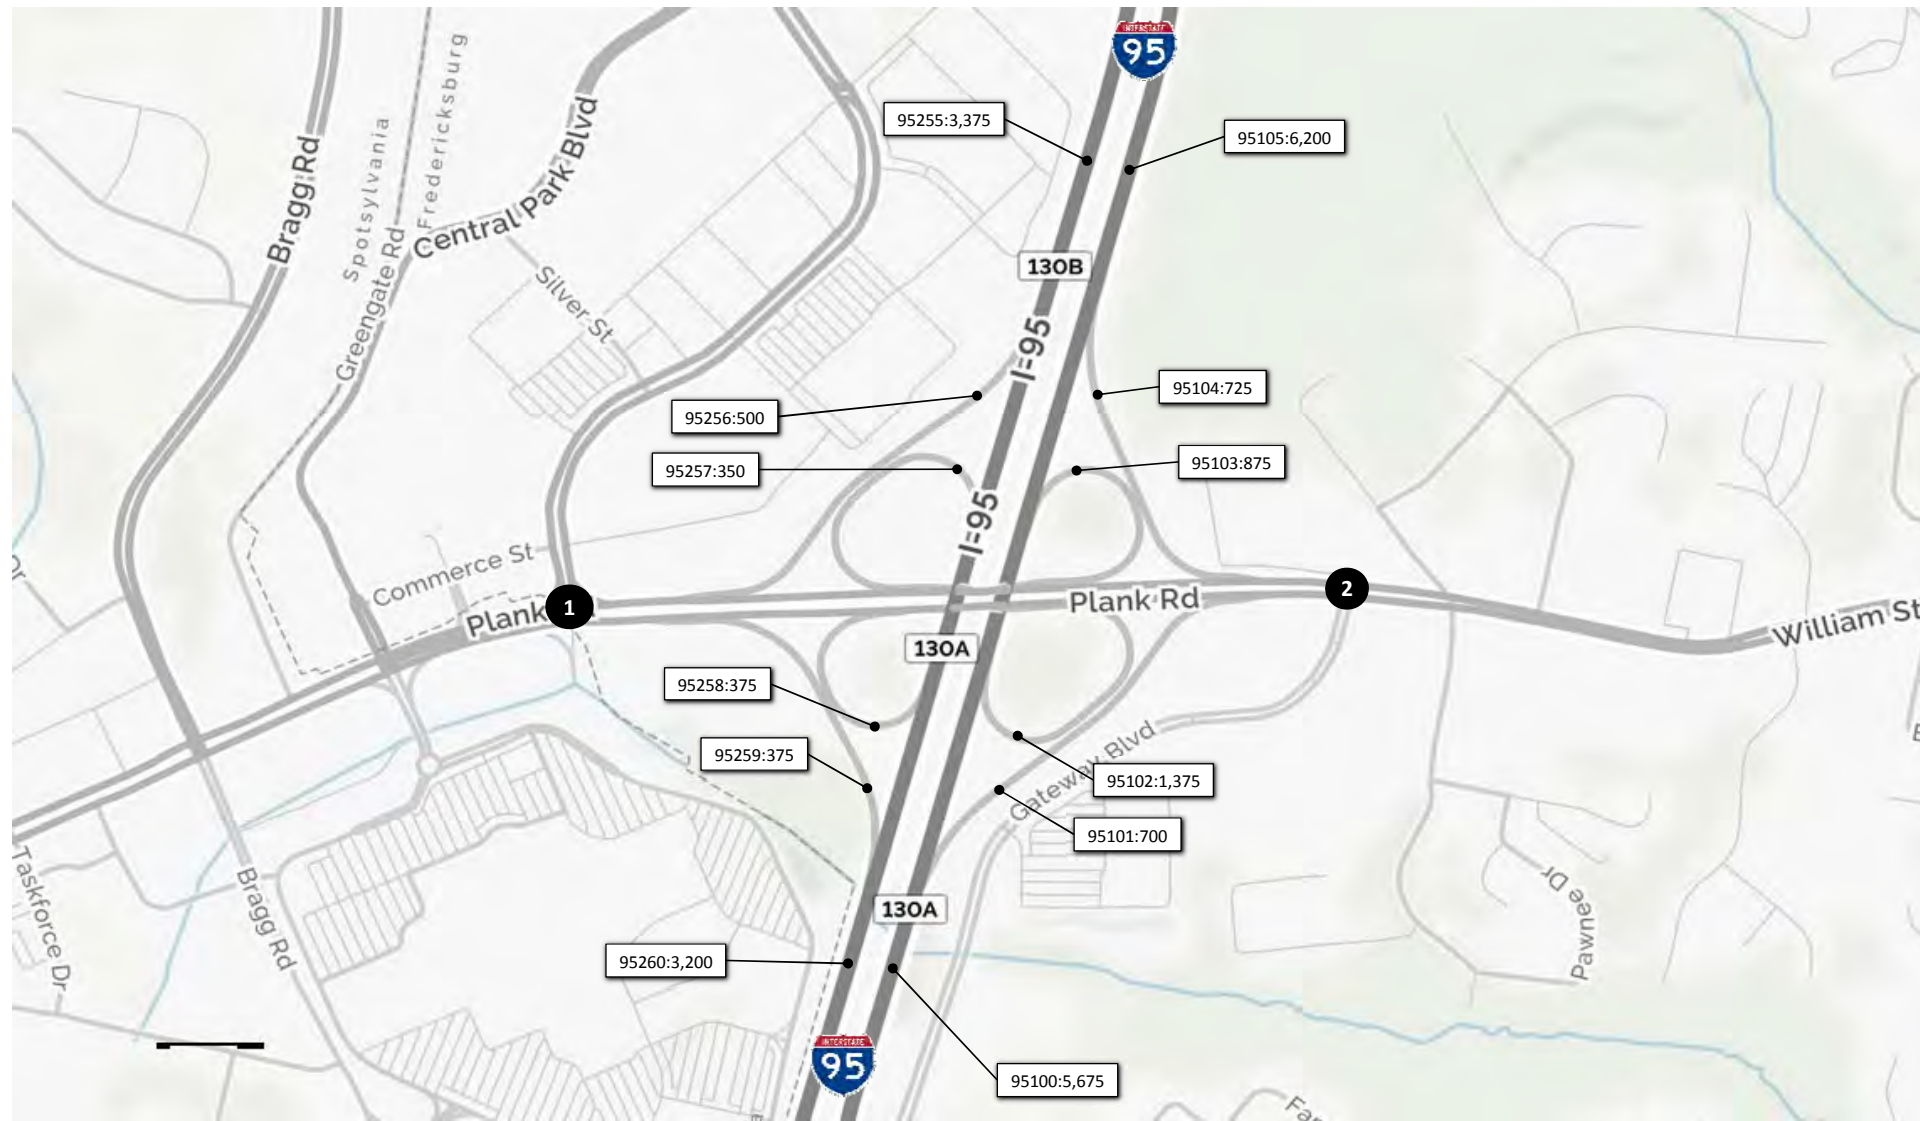 INTERSTATE
95
95255:3,375
95105:6,200
Bragg Rd
Spotsylvania
Fredericksburg
Central Park Blvd
Greengate Rd
Silver St
130B
I-95
95256:500
95104:725
95257:350
95103:875
I-95
Commerce St
Plank
1
2
Plank Rd
William St
130A
95258:375
95259:375
Gateway Blvd
95102:1,375
95101:700
Taskforce Dr
Bragg Rd
130A
Pawnee Dr
95260:3,200
INTERSTATE
95
95100:5,675